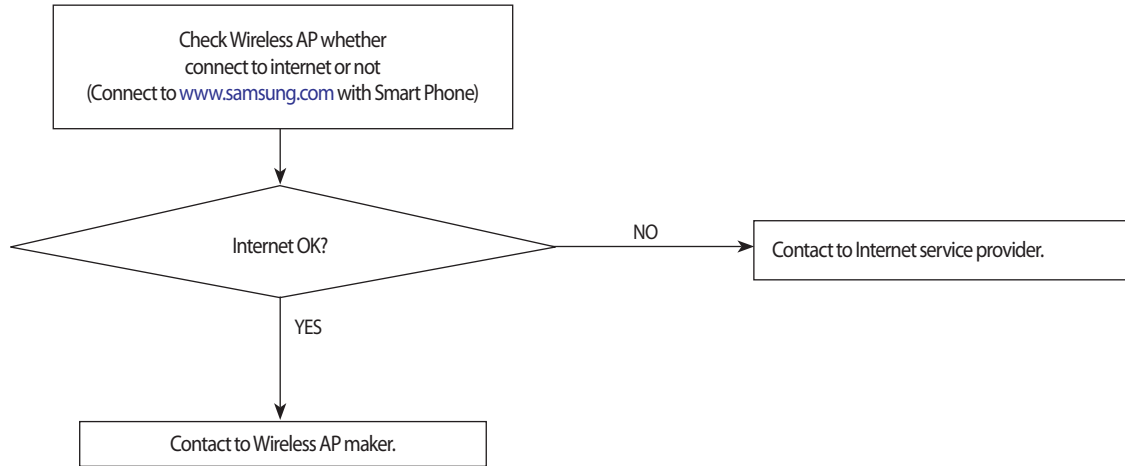 Check Wireless AP whether
connect to internet or not
(Connect to www.samsung.com with Smart Phone)
Internet OK?
NO
Contact to Internet service provider.
YES
Contact to Wireless AP maker.